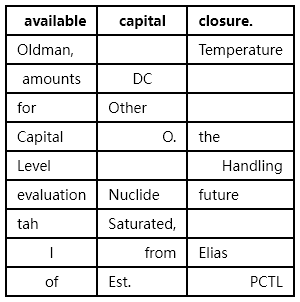 available capital closure.
Oldman, Temperature
amounts DC
for Other
Capital O. the
Level Handling
evaluation Nuclide future
tah Saturated,
I from Elias
of Est. PCTL